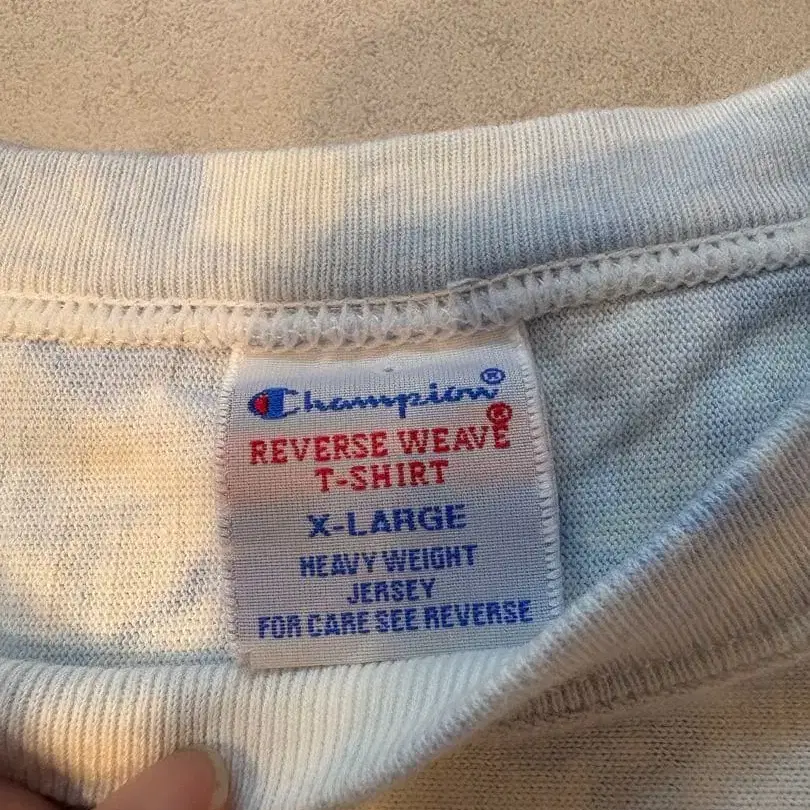 Champion®
REVERSE WEAVE®
T-SHIRT
X-LARGE
HEAVY WEIGHT
JERSEY
FOR CARE SEE REVERSE